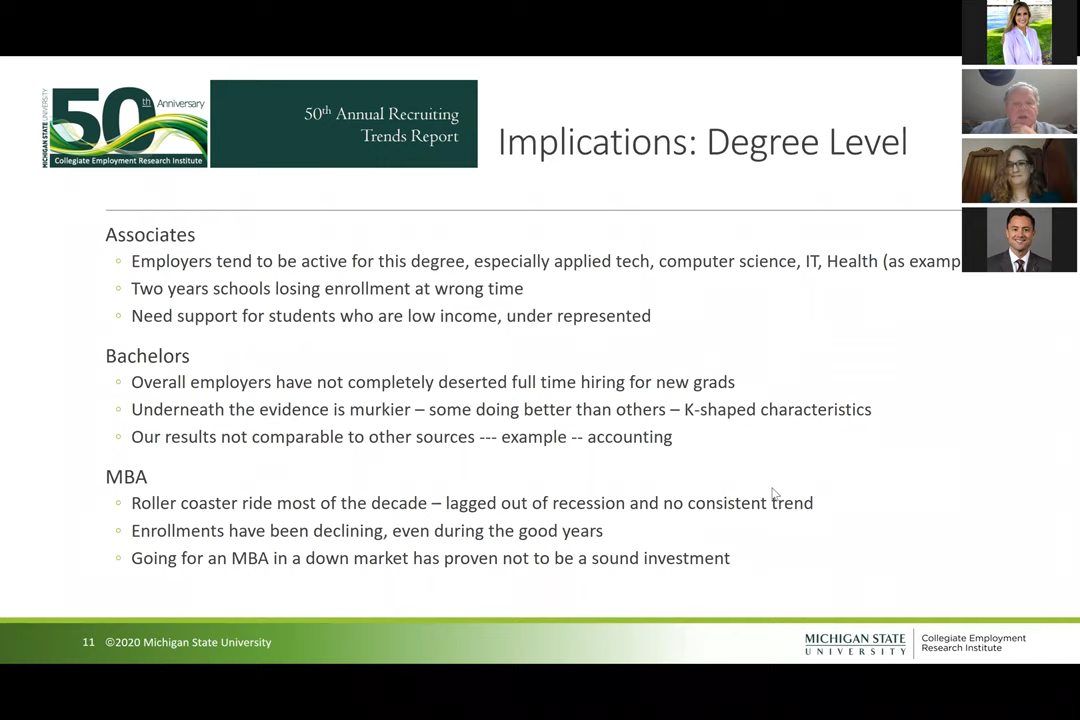 MICHIGAN STATE UNIVERSITY
50th Anniversary
Collegiate Employment Research Institute
50th Annual Recruiting
Trends Report
Implications: Degree Level
Associates
Employers tend to be active for this degree, especially applied tech, computer science, IT, Health (as examp
Two years schools losing enrollment at wrong time
Need support for students who are low income, under represented
Bachelors
Overall employers have not completely deserted full time hiring for new grads
Underneath the evidence is murkier – some doing better than others – K-shaped characteristics
Our results not comparable to other sources --- example -- accounting
MBA
Roller coaster ride most of the decade – lagged out of recession and no consistent trend
Enrollments have been declining, even during the good years
Going for an MBA in a down market has proven not to be a sound investment
11 ©2020 Michigan State University
MICHIGAN STATE
UNIVERSITY
Collegiate Employment
Research Institute